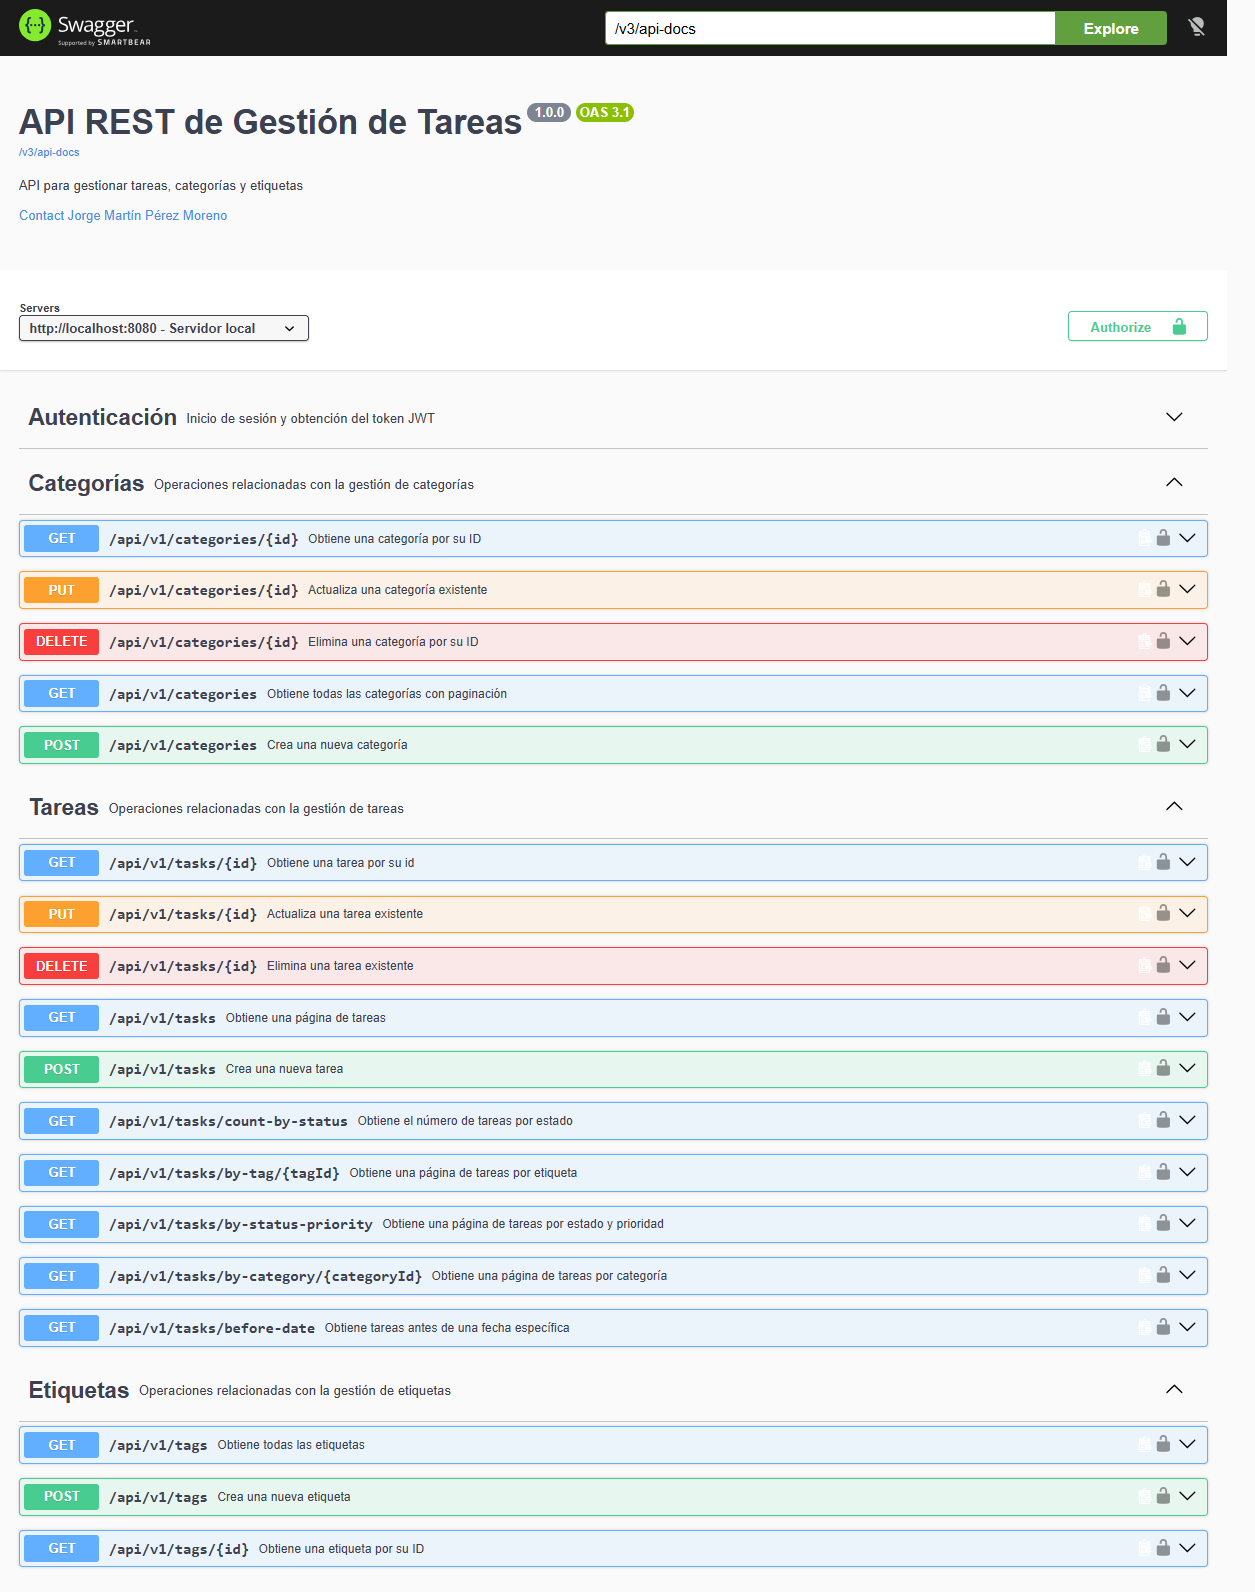 Swagger
Supported by SMARTBEAR
/v3/api-docs
Explore
API REST de Gestión de Tareas 1.0.0 OAS 3.1
/v3/api-docs
API para gestionar tareas, categorías y etiquetas
Contact Jorge Martín Pérez Moreno
Servers
http://localhost:8080 - Servidor local
Authorize
Autenticación Inicio de sesión y obtención del token JWT
Categorías Operaciones relacionadas con la gestión de categorías
GET /api/v1/categories/{id} Obtiene una categoría por su ID
PUT /api/v1/categories/{id} Actualiza una categoría existente
DELETE /api/v1/categories/{id} Elimina una categoría por su ID
GET /api/v1/categories Obtiene todas las categorías con paginación
POST /api/v1/categories Crea una nueva categoría
Tareas Operaciones relacionadas con la gestión de tareas
GET /api/v1/tasks/{id} Obtiene una tarea por su id
PUT /api/v1/tasks/{id} Actualiza una tarea existente
DELETE /api/v1/tasks/{id} Elimina una tarea existente
GET /api/v1/tasks Obtiene una página de tareas
POST /api/v1/tasks Crea una nueva tarea
GET /api/v1/tasks/count-by-status Obtiene el número de tareas por estado
GET /api/v1/tasks/by-tag/{tagId} Obtiene una página de tareas por etiqueta
GET /api/v1/tasks/by-status-priority Obtiene una página de tareas por estado y prioridad
GET /api/v1/tasks/by-category/{categoryId} Obtiene una página de tareas por categoría
GET /api/v1/tasks/before-date Obtiene tareas antes de una fecha específica
Etiquetas Operaciones relacionadas con la gestión de etiquetas
GET /api/v1/tags Obtiene todas las etiquetas
POST /api/v1/tags Crea una nueva etiqueta
GET /api/v1/tags/{id} Obtiene una etiqueta por su ID